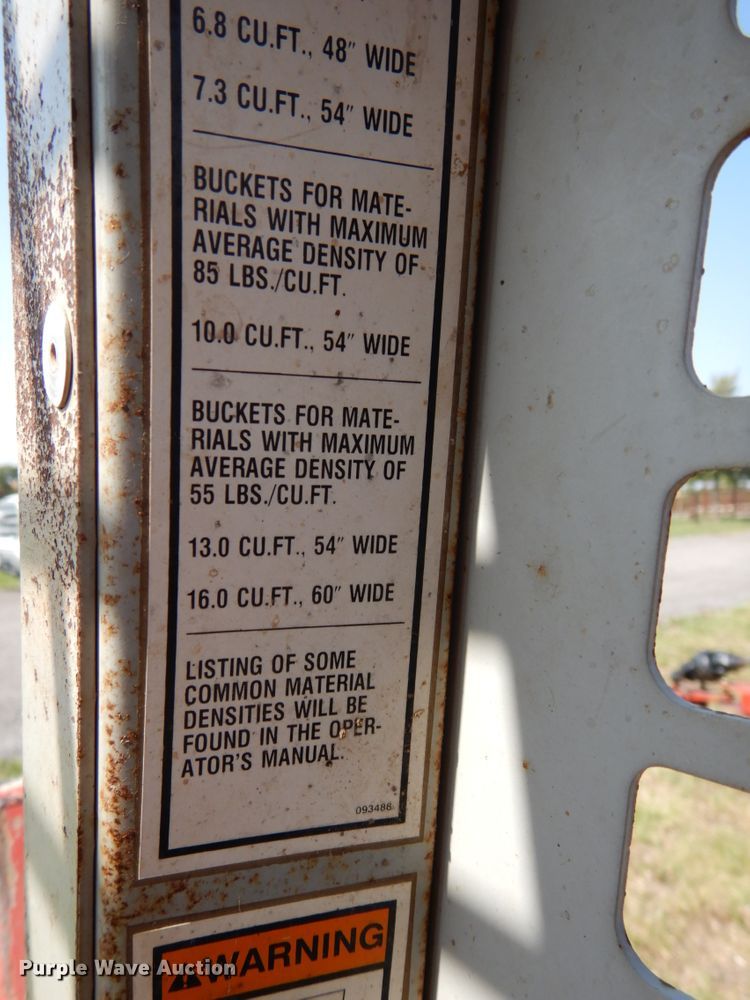 6.8 CU.FT., 48" WIDE
7.3 CU.FT., 54" WIDE
BUCKETS FOR MATE-
RIALS WITH MAXIMUM
AVERAGE DENSITY OF
85 LBS./CU.FT.
10.0 CU.FT., 54" WIDE
BUCKETS FOR MATE-
RIALS WITH MAXIMUM
AVERAGE DENSITY OF
55 LBS./CU.FT.
13.0 CU.FT., 54" WIDE
16.0 CU.FT., 60" WIDE
LISTING OF SOME
COMMON MATERIAL
DENSITIES WILL BE
FOUND IN THE OPER-
ATOR'S MANUAL.
093488
WARNING
Purple Wave Auction